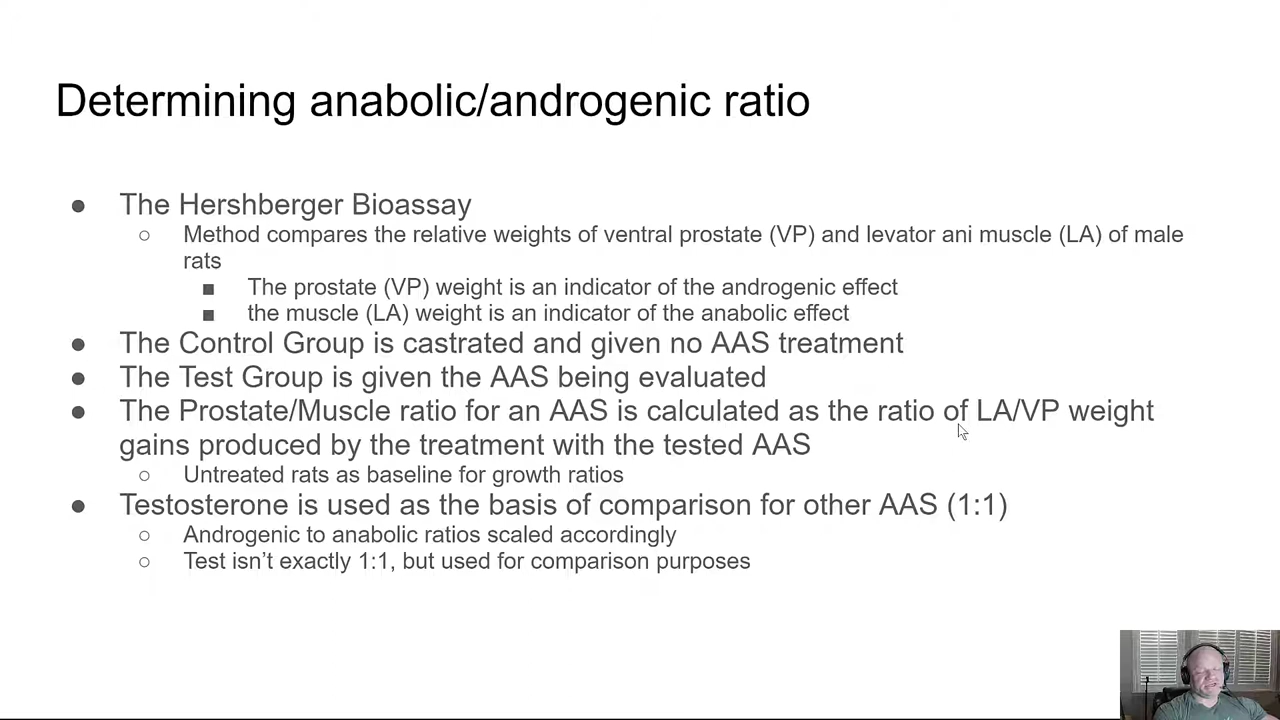 Determining anabolic/androgenic ratio
● The Hershberger Bioassay
○ Method compares the relative weights of ventral prostate (VP) and levator ani muscle (LA) of male
rats
■ The prostate (VP) weight is an indicator of the androgenic effect
■ the muscle (LA) weight is an indicator of the anabolic effect
● The Control Group is castrated and given no AAS treatment
● The Test Group is given the AAS being evaluated
● The Prostate/Muscle ratio for an AAS is calculated as the ratio of LA/VP weight
gains produced by the treatment with the tested AAS
○ Untreated rats as baseline for growth ratios
● Testosterone is used as the basis of comparison for other AAS (1:1)
○ Androgenic to anabolic ratios scaled accordingly
○ Test isn’t exactly 1:1, but used for comparison purposes